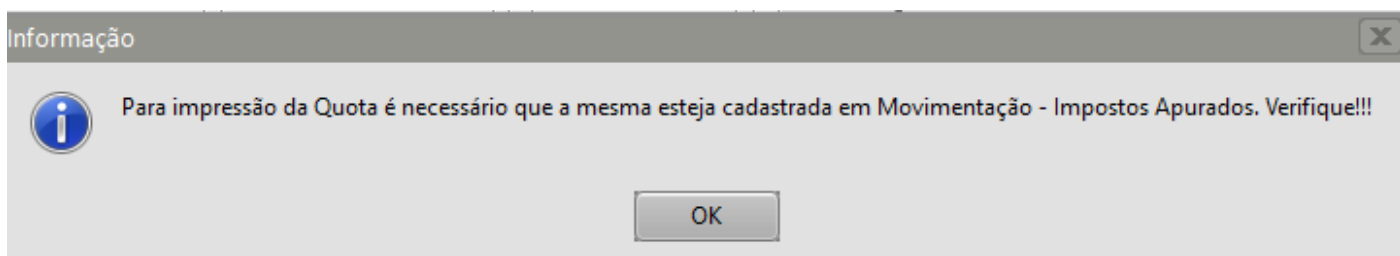 Informação
Para impressão da Quota é necessário que a mesma esteja cadastrada em Movimentação - Impostos Apurados. Verifique!!!
OK